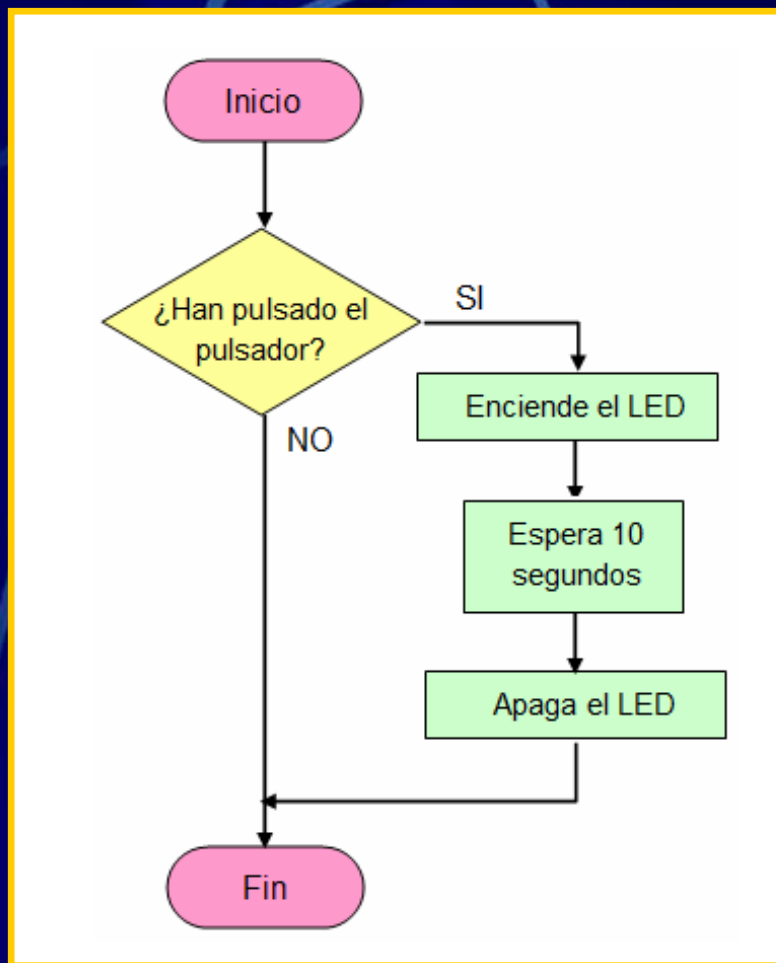 Inicio
¿Han pulsado el
pulsador?
SI
Enciende el LED
NO
Espera 10
segundos
Apaga el LED
Fin